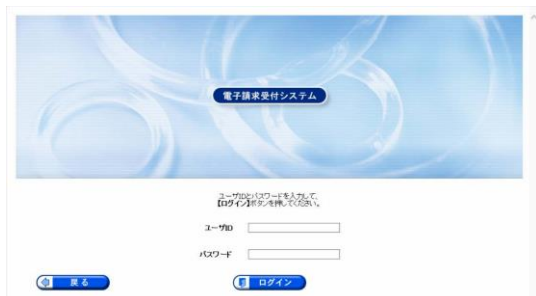 電子請求受付システム
ユーザIDとパスワードを入力して、
【ログイン】ボタンを押してください。
ユーザID
パスワード
戻る
ログイン